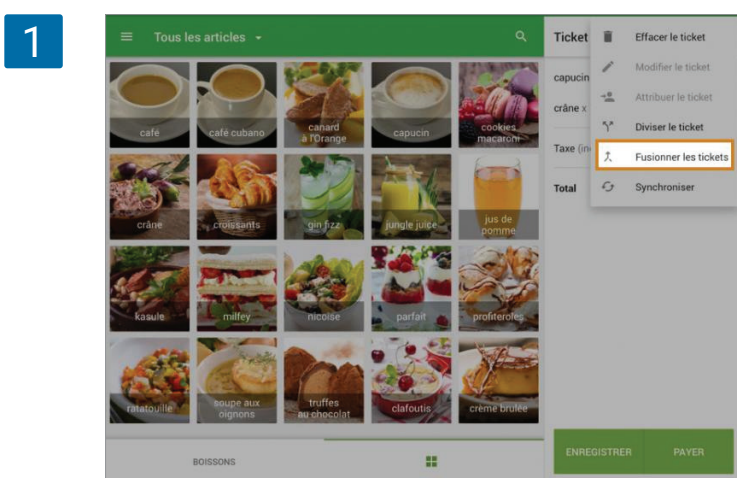 1
Tous les articles
Ticket
Effacer le ticket
Modifier le ticket
Attribuer le ticket
Diviser le ticket
Fusionner les tickets
Synchroniser
capucin
crâne x
Taxe (in
Total
café
café cubano
canard
à l'Orange
capucin
cookies
macaroni
crâne
croissants
gin fizz
jungle juice
jus de
pomme
kasule
milfey
nicoise
parfait
profiteroles
ratatouille
soupe aux
oignons
truffes
au chocolat
clafoutis
crème brulée
BOISSONS
ENREGISTRER
PAYER